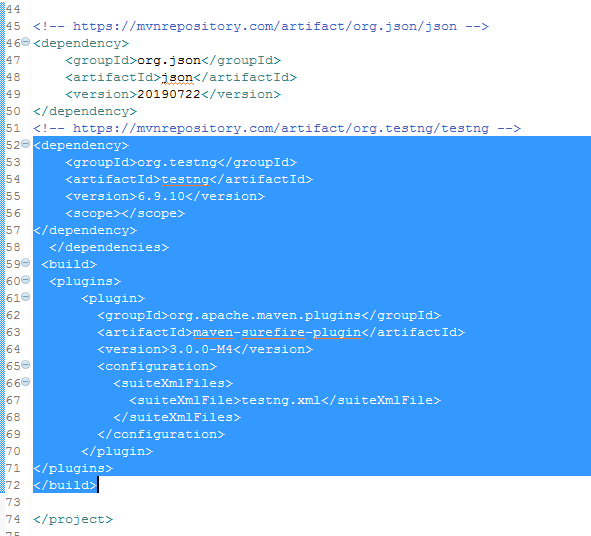 44
45 <!-- https://mvnrepository.com/artifact/org.json/json -->
46 <dependency>
47     <groupId>org.json</groupId>
48     <artifactId>json</artifactId>
49     <version>20190722</version>
50 </dependency>
51 <!-- https://mvnrepository.com/artifact/org.testng/testng -->
52 <dependency>
53     <groupId>org.testng</groupId>
54     <artifactId>testng</artifactId>
55     <version>6.9.10</version>
56     <scope></scope>
57 </dependency>
58   </dependencies>
59  <build>
60   <plugins>
61       <plugin>
62         <groupId>org.apache.maven.plugins</groupId>
63         <artifactId>maven-surefire-plugin</artifactId>
64         <version>3.0.0-M4</version>
65         <configuration>
66           <suiteXmlFiles>
67             <suiteXmlFile>testng.xml</suiteXmlFile>
68           </suiteXmlFiles>
69         </configuration>
70       </plugin>
71 </plugins>
72 </build>
73
74 </project>
75